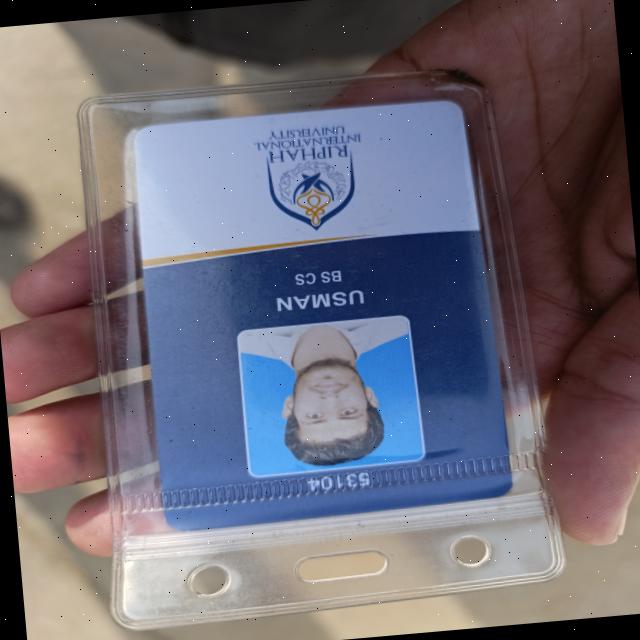 53104
USMAN
BS CS
RIPHAH
INTERNATIONAL
UNIVERSITY